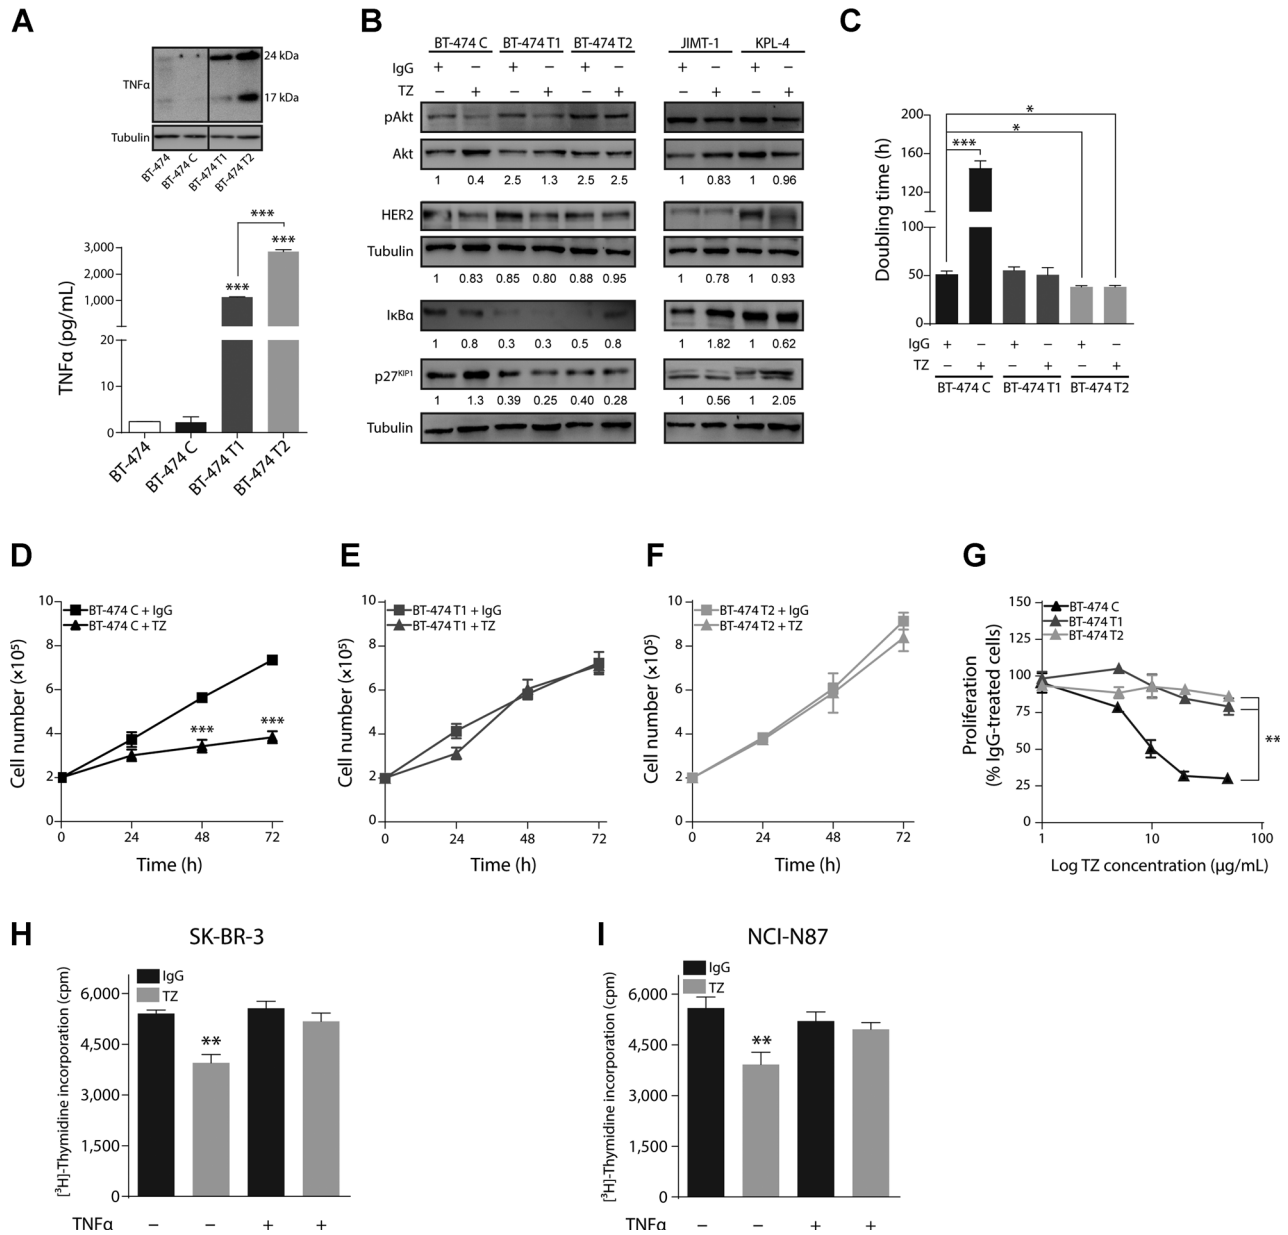 A
TNFα
24 kDa
17 kDa
Tubulin
BT-474
BT-474 C
BT-474 T1
BT-474 T2
TNFα (pg/mL)
3,000
2,000
1,000
20
10
0
***
***
***
BT-474
BT-474 C
BT-474 T1
BT-474 T2
B
BT-474 C BT-474 T1 BT-474 T2 JIMT-1 KPL-4
IgG + – + – + – + – + –
TZ – + – + – + – + – +
pAkt
Akt
1 0.4 2.5 1.3 2.5 2.5 1 0.83 1 0.96
HER2
Tubulin
1 0.83 0.85 0.80 0.88 0.95 1 0.78 1 0.93
IκBα
1 0.8 0.3 0.3 0.5 0.8 1 1.82 1 0.62
p27KIP1
1 1.3 0.39 0.25 0.40 0.28 1 0.56 1 2.05
Tubulin
C
Doubling time (h)
200
160
120
100
50
0
*
*
***
IgG + – + – + –
TZ – + – + – +
BT-474 C BT-474 T1 BT-474 T2
D
Cell number (×10⁵)
10
8
6
4
2
0
BT-474 C + IgG
BT-474 C + TZ
*** ***
0 24 48 72
Time (h)
E
Cell number (×10⁵)
10
8
6
4
2
0
BT-474 T1 + IgG
BT-474 T1 + TZ
0 24 48 72
Time (h)
F
Cell number (×10⁵)
10
8
6
4
2
0
BT-474 T2 + IgG
BT-474 T2 + TZ
0 24 48 72
Time (h)
G
Proliferation
(% IgG-treated cells)
150
125
100
75
50
25
0
BT-474 C
BT-474 T1
BT-474 T2
**
1 10 100
Log TZ concentration (µg/mL)
H
SK-BR-3
[³H]-Thymidine incorporation (cpm)
IgG
TZ
6,000
4,500
3,000
1,500
0
**
TNFα – – + +
I
NCI-N87
[³H]-Thymidine incorporation (cpm)
IgG
TZ
6,000
4,500
3,000
1,500
0
**
TNFα – – + +